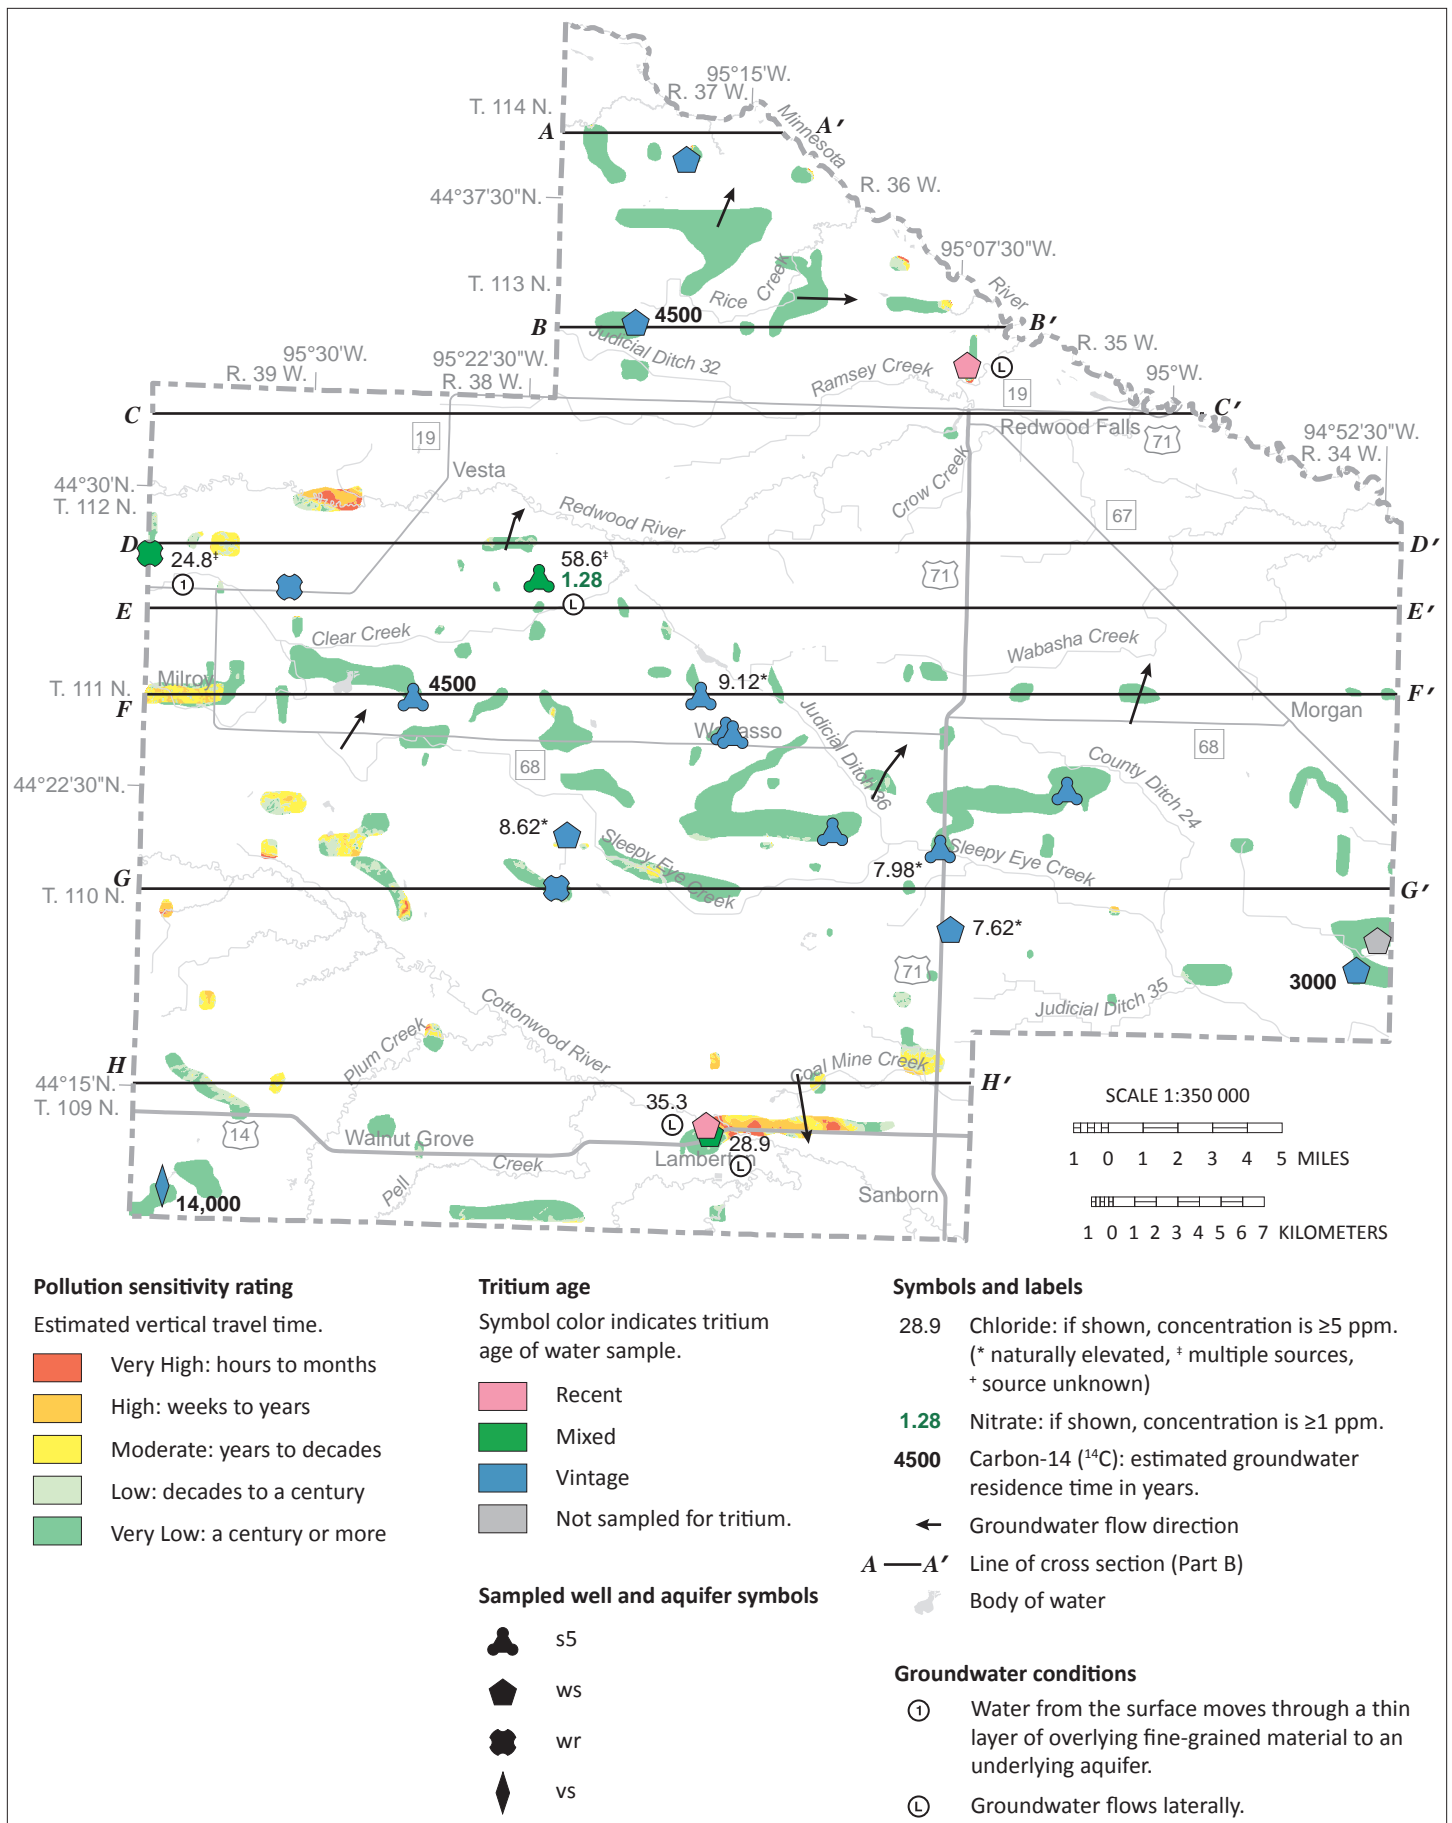 95°15'W.
R. 37 W.
T. 114 N.
A
A′
Minnesota
R. 36 W.
44°37'30"N.
95°07'30"W.
T. 113 N.
Creek
Rice
River
4500
B
B′
Judicial Ditch 32
R. 35 W.
95°30'W.
95°22'30"W.
R. 39 W.
R. 38 W.
Ramsey Creek
L
95°W.
19
C
C′
19
Redwood Falls
71
94°52'30"W.
R. 34 W.
Vesta
Crow Creek
44°30'N.
T. 112 N.
Redwood River
67
D
D′
24.8‡
58.6‡
1
1.28
71
L
E
E′
Clear Creek
Wabasha Creek
Milroy
4500
9.12*
T. 111 N.
F
F′
Morgan
Wabasso
Judicial Ditch 36
68
68
County Ditch 24
44°22'30"N.
8.62*
Sleepy Eye Creek
Sleepy Eye Creek
7.98*
G
G′
T. 110 N.
7.62*
71
3000
Cottonwood River
Judicial Ditch 35
Plum Creek
Coal Mine Creek
H
H′
44°15'N.
T. 109 N.
35.3
L
14
Walnut Grove
28.9
Lamberton
L
Creek
Pell
Sanborn
14,000
SCALE 1:350 000
1 0 1 2 3 4 5 MILES
1 0 1 2 3 4 5 6 7 KILOMETERS
Pollution sensitivity rating
Estimated vertical travel time.
Very High: hours to months
High: weeks to years
Moderate: years to decades
Low: decades to a century
Very Low: a century or more
Tritium age
Symbol color indicates tritium
age of water sample.
Recent
Mixed
Vintage
Not sampled for tritium.
Sampled well and aquifer symbols
s5
ws
wr
vs
Symbols and labels
28.9 Chloride: if shown, concentration is ≥5 ppm.
(* naturally elevated, ‡ multiple sources,
+ source unknown)
1.28 Nitrate: if shown, concentration is ≥1 ppm.
4500 Carbon-14 (¹⁴C): estimated groundwater
residence time in years.
Groundwater flow direction
A A′ Line of cross section (Part B)
Body of water
Groundwater conditions
1 Water from the surface moves through a thin
layer of overlying fine-grained material to an
underlying aquifer.
L Groundwater flows laterally.